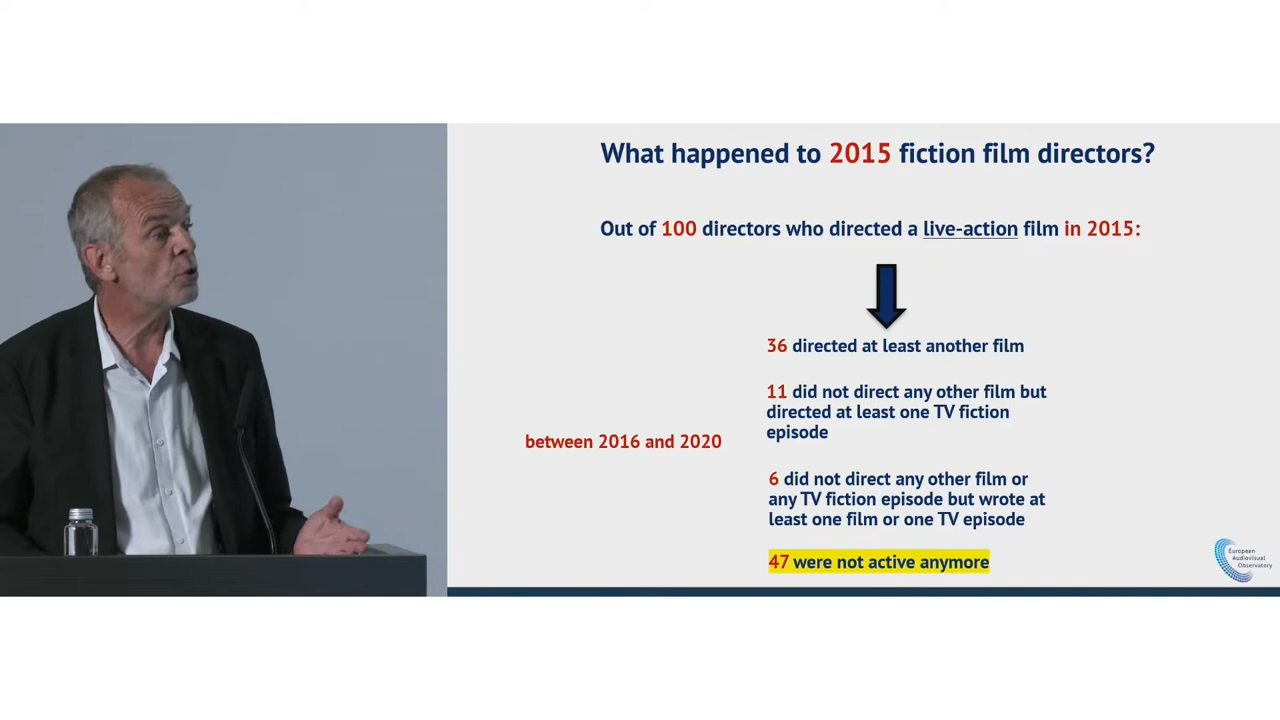 What happened to 2015 fiction film directors?
Out of 100 directors who directed a live-action film in 2015:
between 2016 and 2020
36 directed at least another film
11 did not direct any other film but
directed at least one TV fiction
episode
6 did not direct any other film or
any TV fiction episode but wrote at
least one film or one TV episode
47 were not active anymore
European
Audiovisual
Observatory